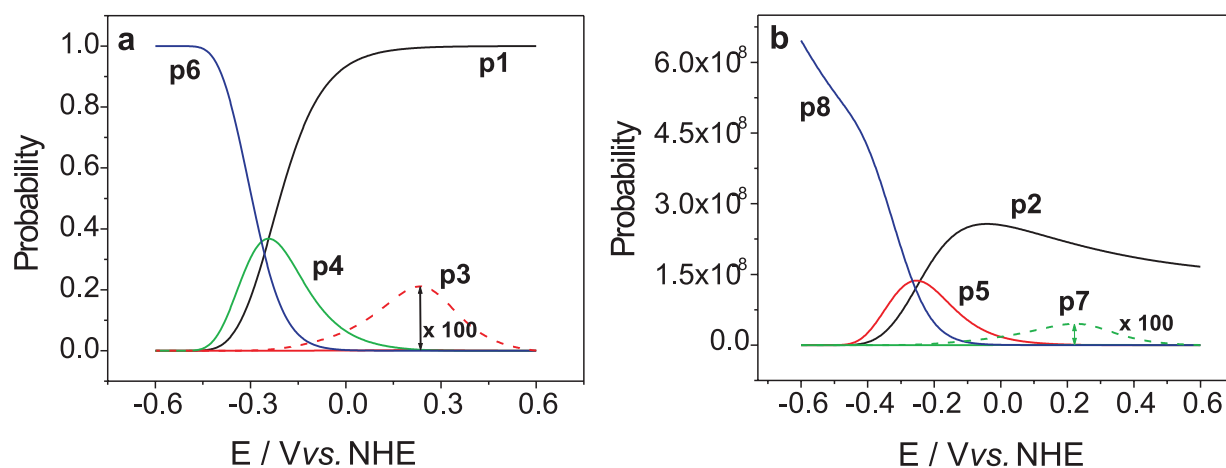 a
p6
p1
p4
p3
x 100
1.0
0.8
0.6
0.4
0.2
0.0
Probability
-0.6 -0.3 0.0 0.3 0.6
E / Vvs. NHE
b
p8
p2
p5
p7
x 100
6.0x10⁻⁸
4.5x10⁻⁸
3.0x10⁻⁸
1.5x10⁻⁸
0.0
Probability
-0.6 -0.4 -0.2 0.0 0.2 0.4 0.6
E / Vvs. NHE